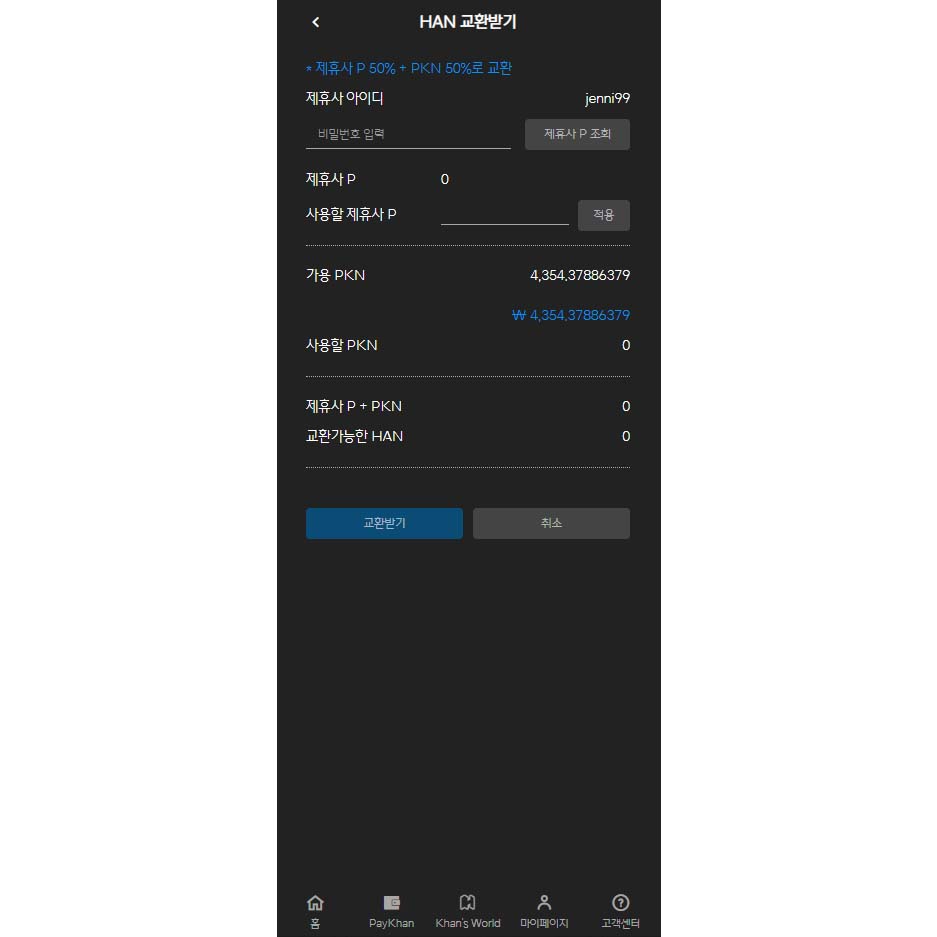 HAN 교환받기
* 제휴사 P 50% + PKN 50%로 교환
제휴사 아이디 jenni99
비밀번호 입력 제휴사 P 조회
제휴사 P 0
사용할 제휴사 P 적용
가용 PKN 4,354.37886379
₩ 4,354.37886379
사용할 PKN 0
제휴사 P + PKN 0
교환가능한 HAN 0
교환받기 취소
홈 PayKhan Khan's World 마이페이지 고객센터